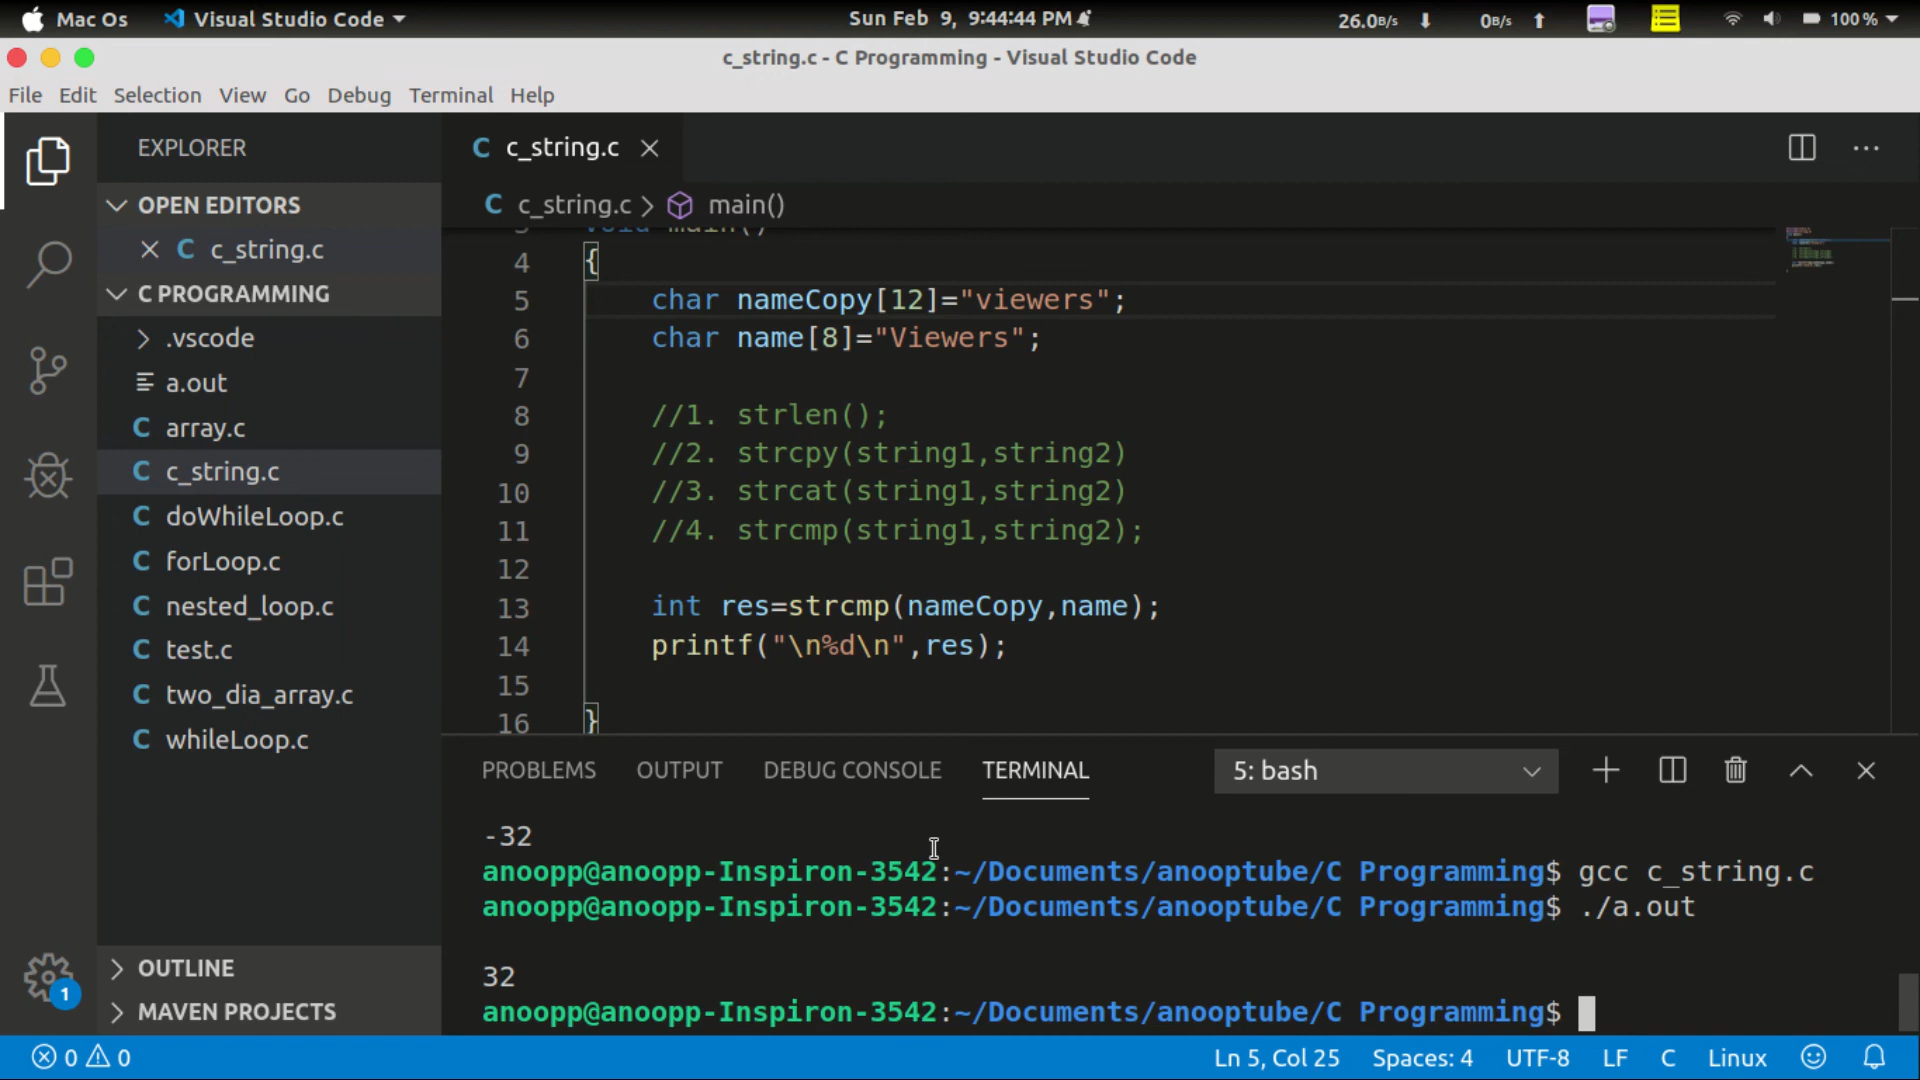 Mac Os
Visual Studio Code
Sun Feb 9, 9:44:44 PM
26.0B/s
0B/s
100 %
c_string.c - C Programming - Visual Studio Code
File Edit Selection View Go Debug Terminal Help
EXPLORER
OPEN EDITORS
c_string.c
C PROGRAMMING
.vscode
a.out
C array.c
C c_string.c
C doWhileLoop.c
C forLoop.c
C nested_loop.c
C test.c
C two_dia_array.c
C whileLoop.c
OUTLINE
MAVEN PROJECTS
1
C c_string.c
C c_string.c > main()
3 void main()
4 {
5 char nameCopy[12]="viewers";
6 char name[8]="Viewers";
7
8 //1. strlen();
9 //2. strcpy(string1,string2)
10 //3. strcat(string1,string2)
11 //4. strcmp(string1,string2);
12
13 int res=strcmp(nameCopy,name);
14 printf("\n%d\n",res);
15
16 }
PROBLEMS OUTPUT DEBUG CONSOLE TERMINAL
5: bash
-32
anoopp@anoopp-Inspiron-3542:~/Documents/anooptube/C Programming$ gcc c_string.c
anoopp@anoopp-Inspiron-3542:~/Documents/anooptube/C Programming$ ./a.out
32
anoopp@anoopp-Inspiron-3542:~/Documents/anooptube/C Programming$
0 0
Ln 5, Col 25 Spaces: 4 UTF-8 LF C Linux